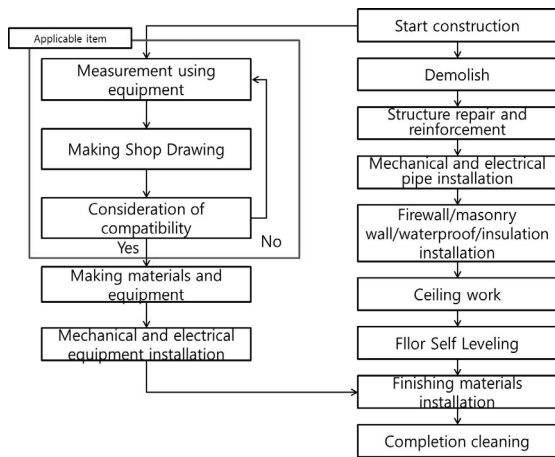 Applicable item
Measurement using
equipment
Making Shop Drawing
Consideration of
compatibility
Yes
No
Making materials and
equipment
Mechanical and electrical
equipment installation
Start construction
Demolish
Structure repair and
reinforcement
Mechanical and electrical
pipe installation
Firewall/masonry
wall/waterproof/insulation
installation
Ceiling work
Fllor Self Leveling
Finishing materials
installation
Completion cleaning